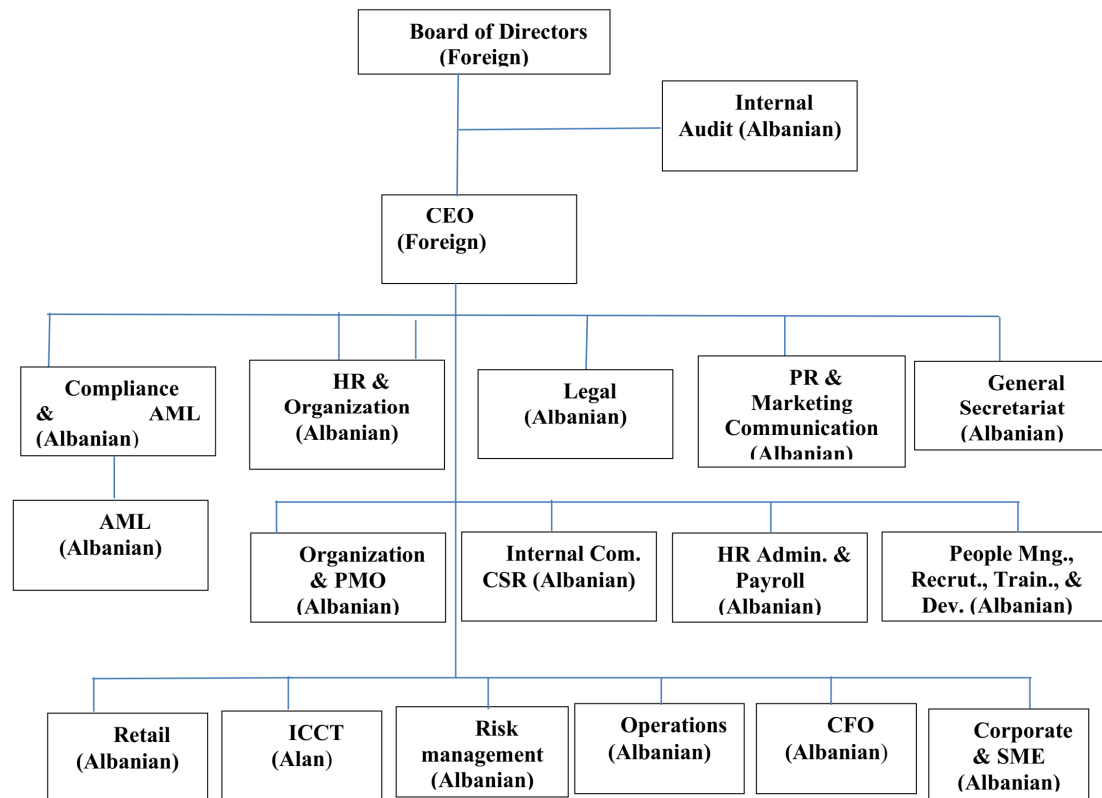 Board of Directors
(Foreign)
Internal
Audit (Albanian)
CEO
(Foreign)
Compliance
& AML
(Albanian)
HR &
Organization
(Albanian)
Legal
(Albanian)
PR &
Marketing
Communication
(Albanian)
General
Secretariat
(Albanian)
AML
(Albanian)
Organization
& PMO
(Albanian)
Internal Com.
CSR (Albanian)
HR Admin. &
Payroll
(Albanian)
People Mng.,
Recrut., Train., &
Dev. (Albanian)
Retail
(Albanian)
ICCT
(Alan)
Risk
management
(Albanian)
Operations
(Albanian)
CFO
(Albanian)
Corporate
& SME
(Albanian)